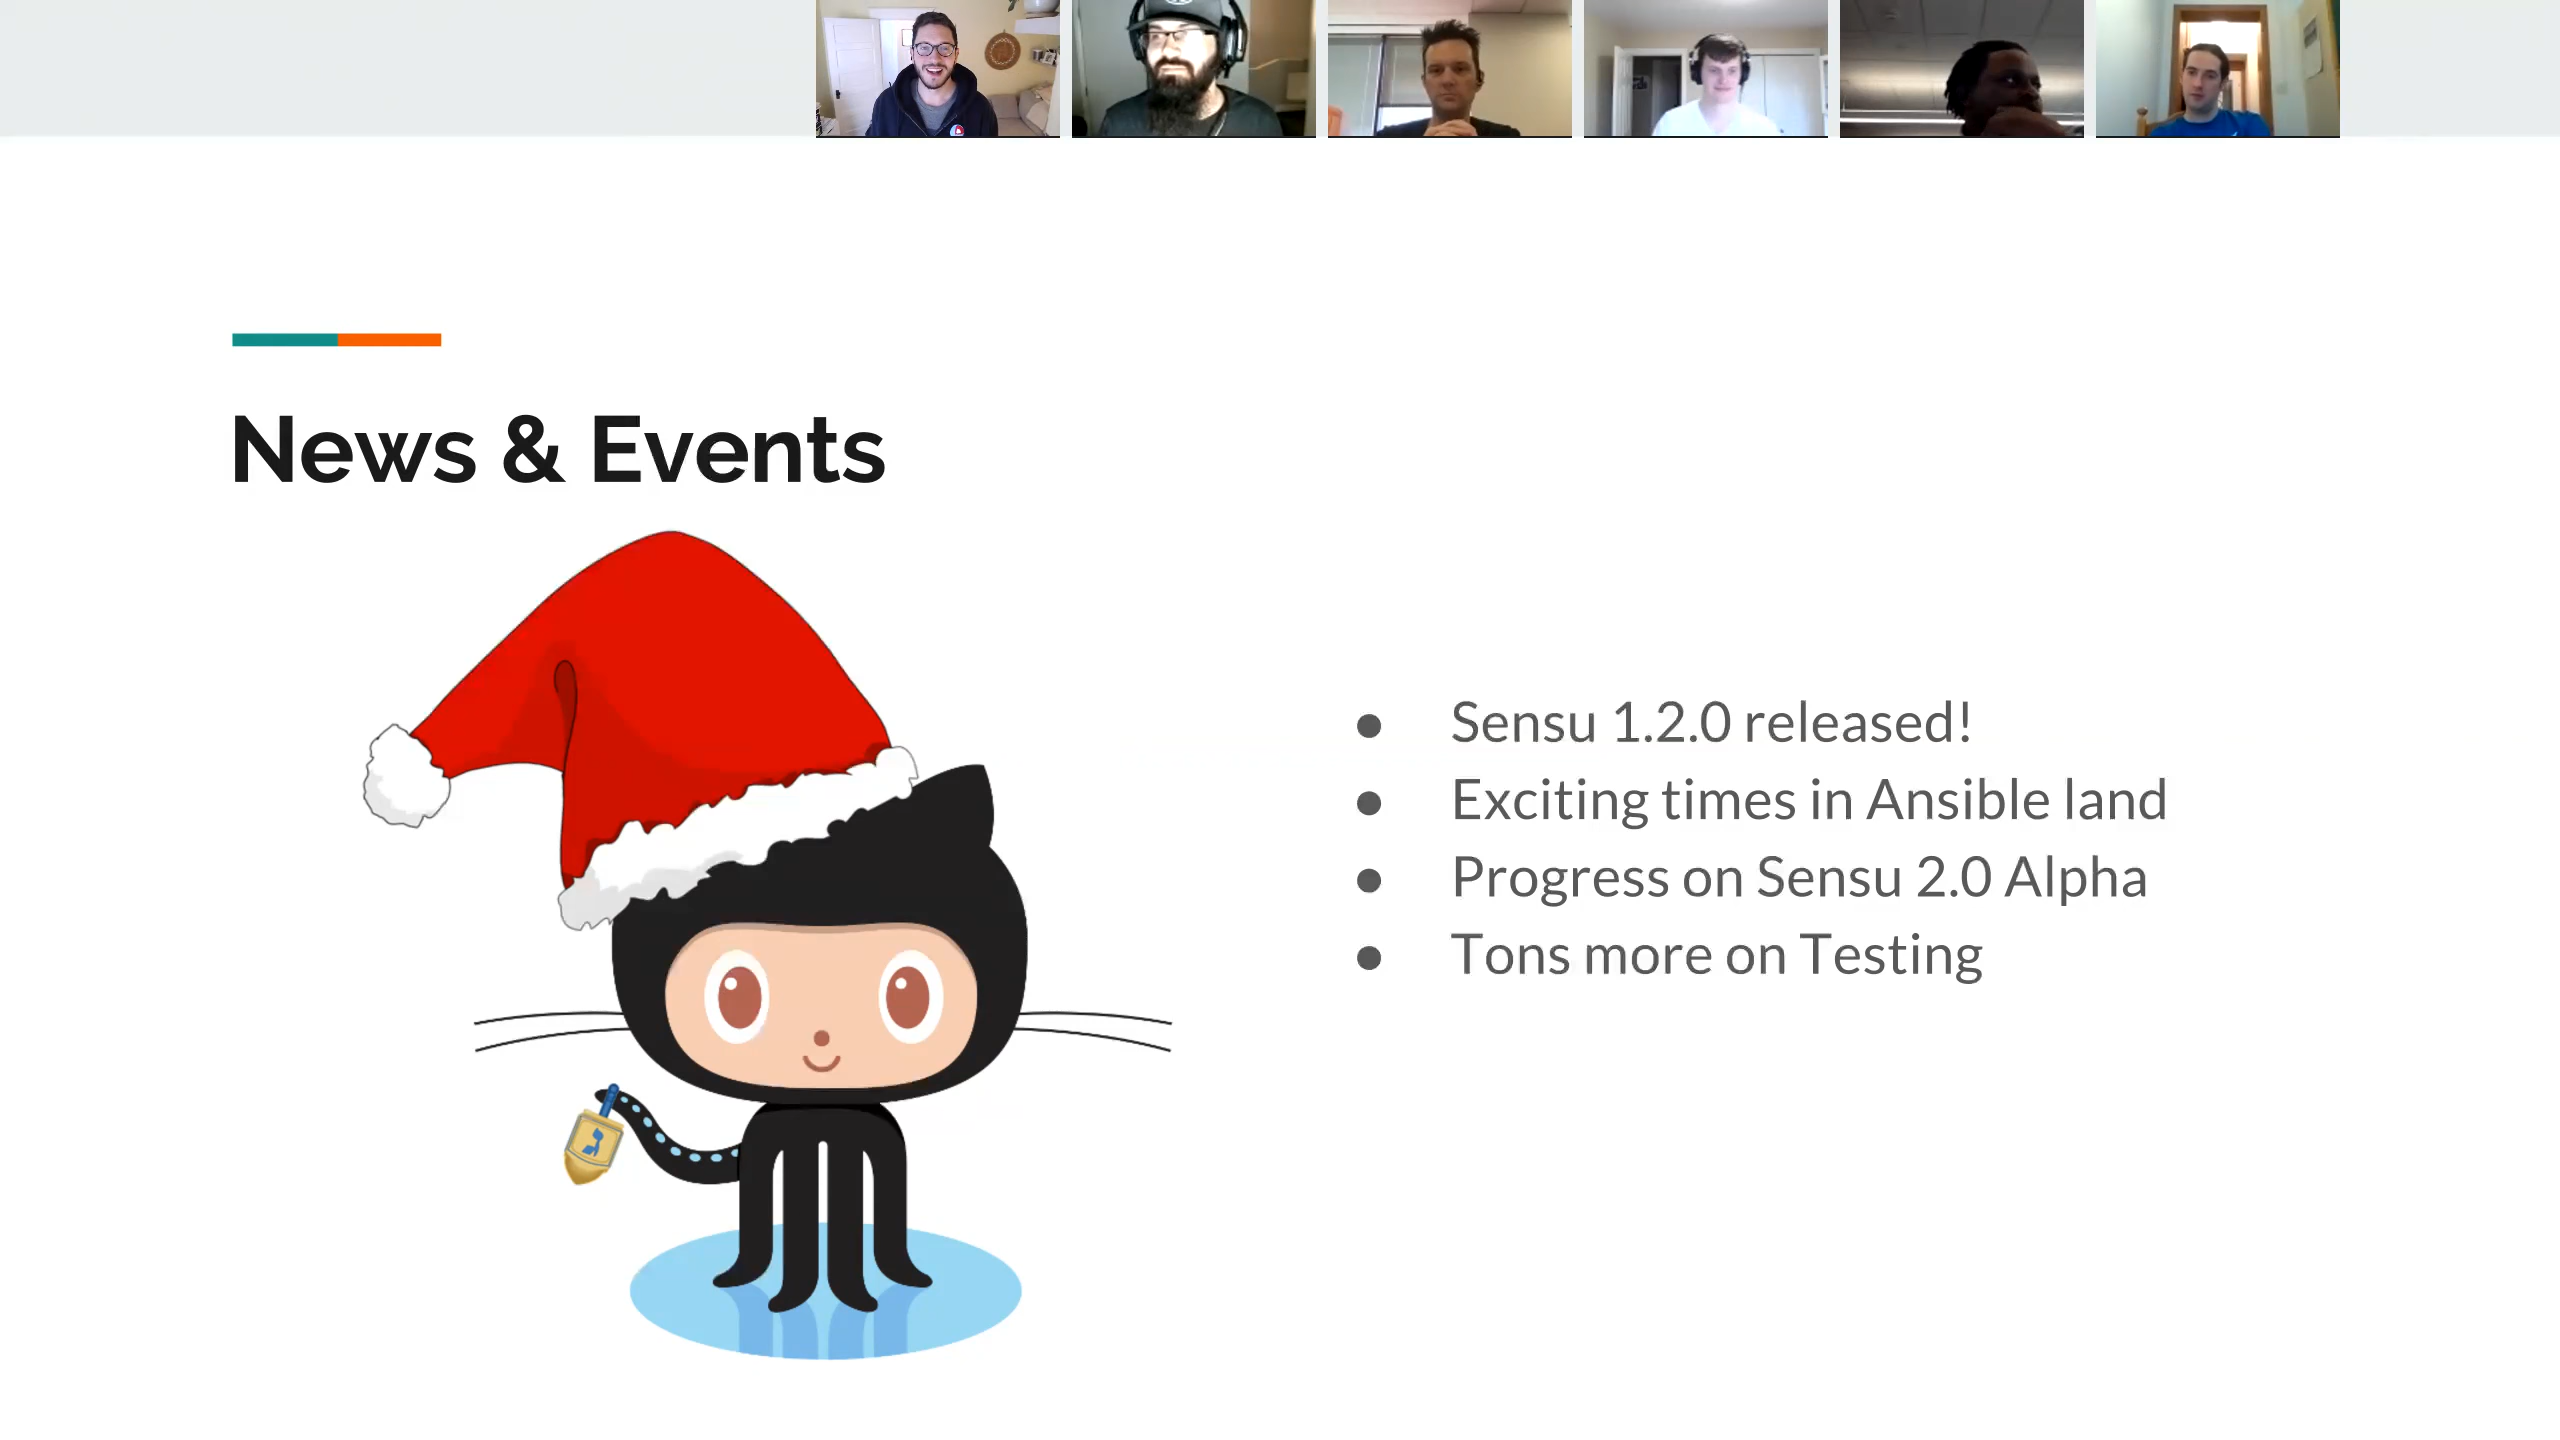 News & Events
● Sensu 1.2.0 released!
● Exciting times in Ansible land
● Progress on Sensu 2.0 Alpha
● Tons more on Testing
ג